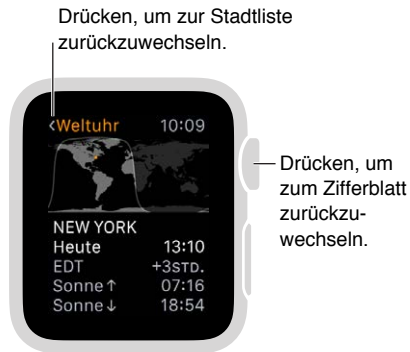 Drücken, um zur Stadtliste
zurückzuwechseln.
<Weltuhr 10:09
NEW YORK
Heute 13:10
EDT +3STD.
Sonne↑ 07:16
Sonne↓ 18:54
Drücken, um
zum Zifferblatt
zurückzu-
wechseln.